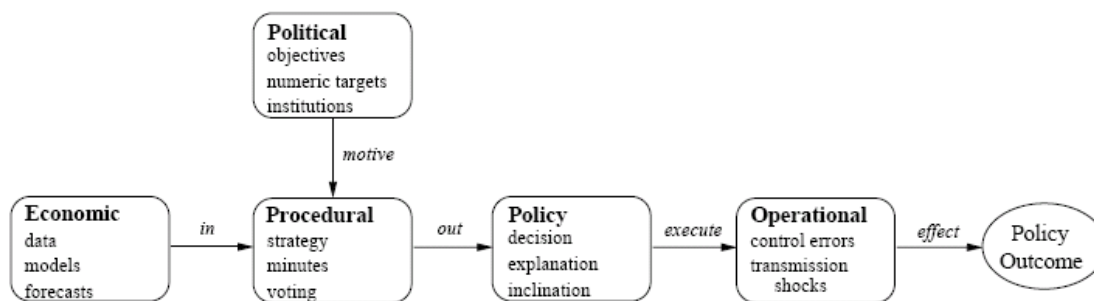 Political
objectives
numeric targets
institutions
motive
Economic
data
models
forecasts
in
Procedural
strategy
minutes
voting
out
Policy
decision
explanation
inclination
execute
Operational
control errors
transmission
shocks
effect
Policy
Outcome